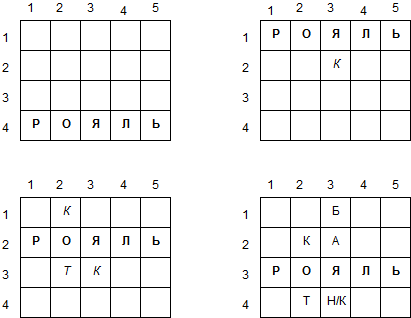 1 2 3 4 5
1 2 3 4 5
1
1 Р О Я Л Ь
2
2 К
3
3
4 Р О Я Л Ь
4
1 2 3 4 5
1 2 3 4 5
1 К
1 Б
2 Р О Я Л Ь
2 К А
3 Т К
3 Р О Я Л Ь
4
4 Т Н/К